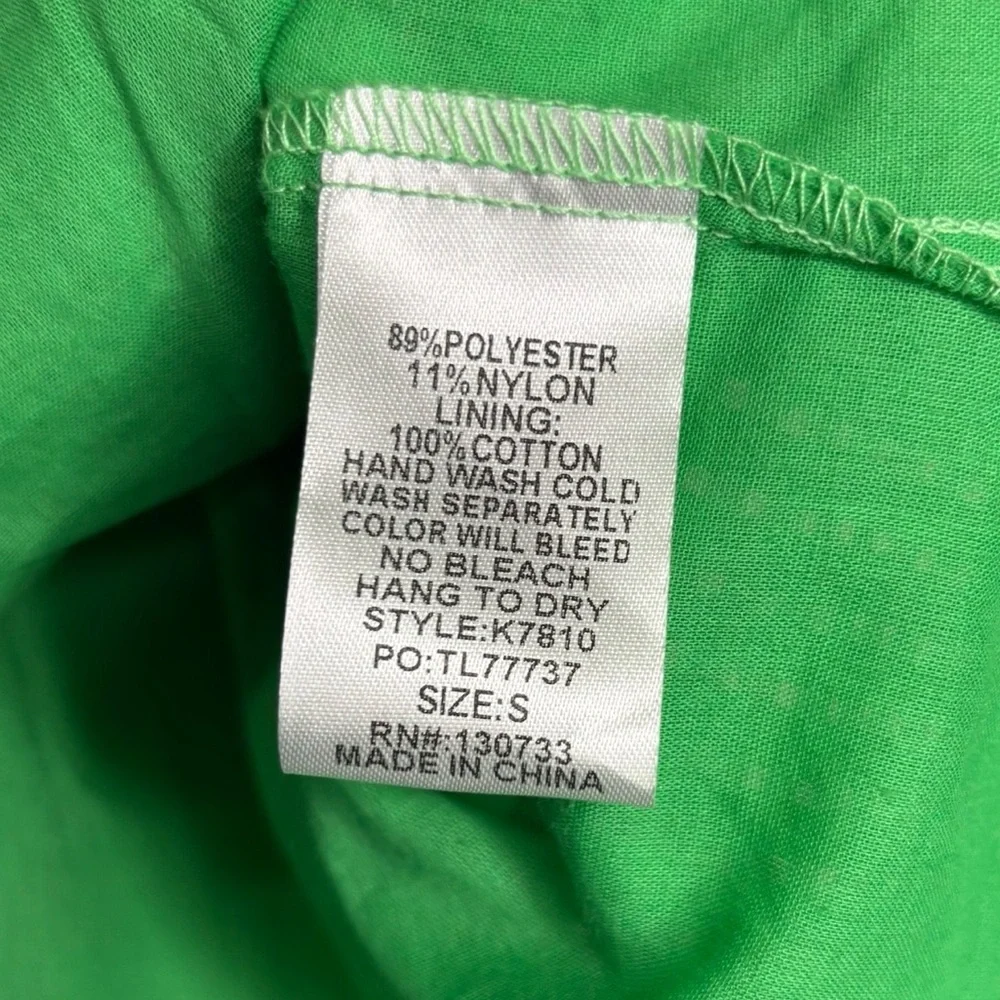 89%POLYESTER
11%NYLON
LINING:
100%COTTON
HAND WASH COLD
WASH SEPARATELY
COLOR WILL BLEED
NO BLEACH
HANG TO DRY
STYLE:K7810
PO:TL77737
SIZE:S
RN#:130733
MADE IN CHINA